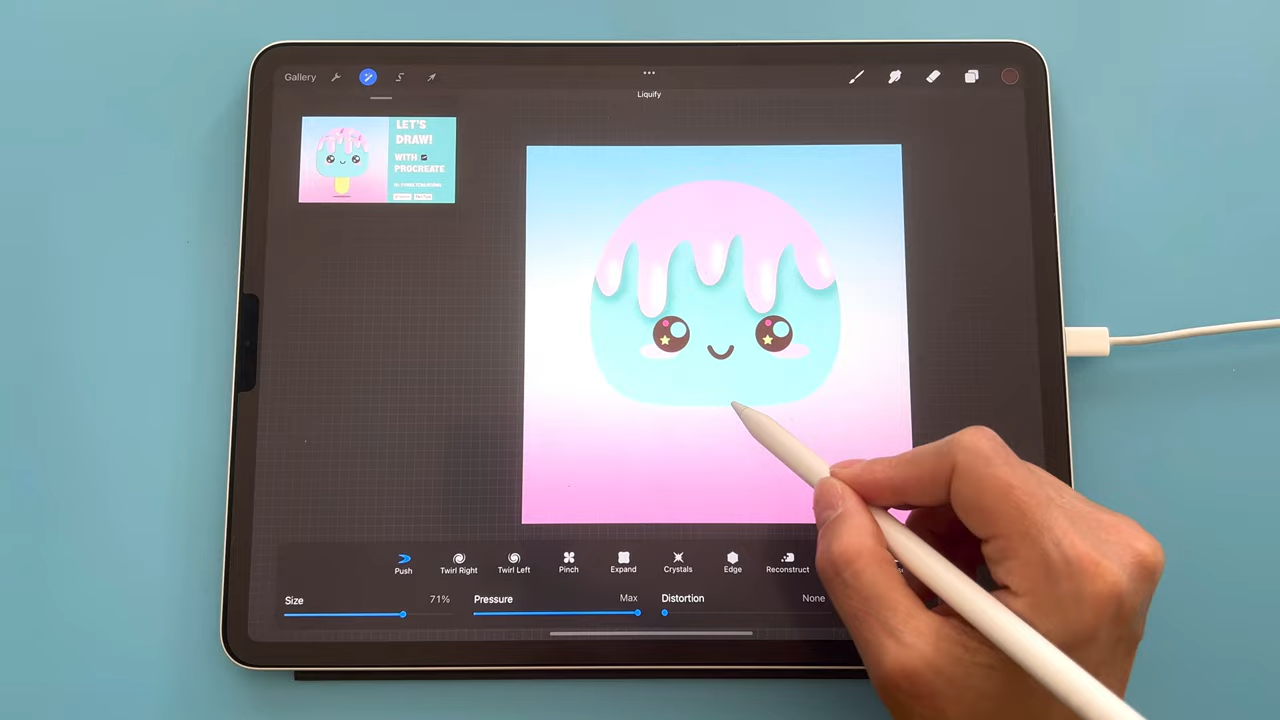 Gallery
Liquify
LET'S
DRAW!
WITH
PROCREATE
Push
Twirl Right
Twirl Left
Pinch
Expand
Crystals
Edge
Reconstruct
Size 71% Pressure Max Distortion None